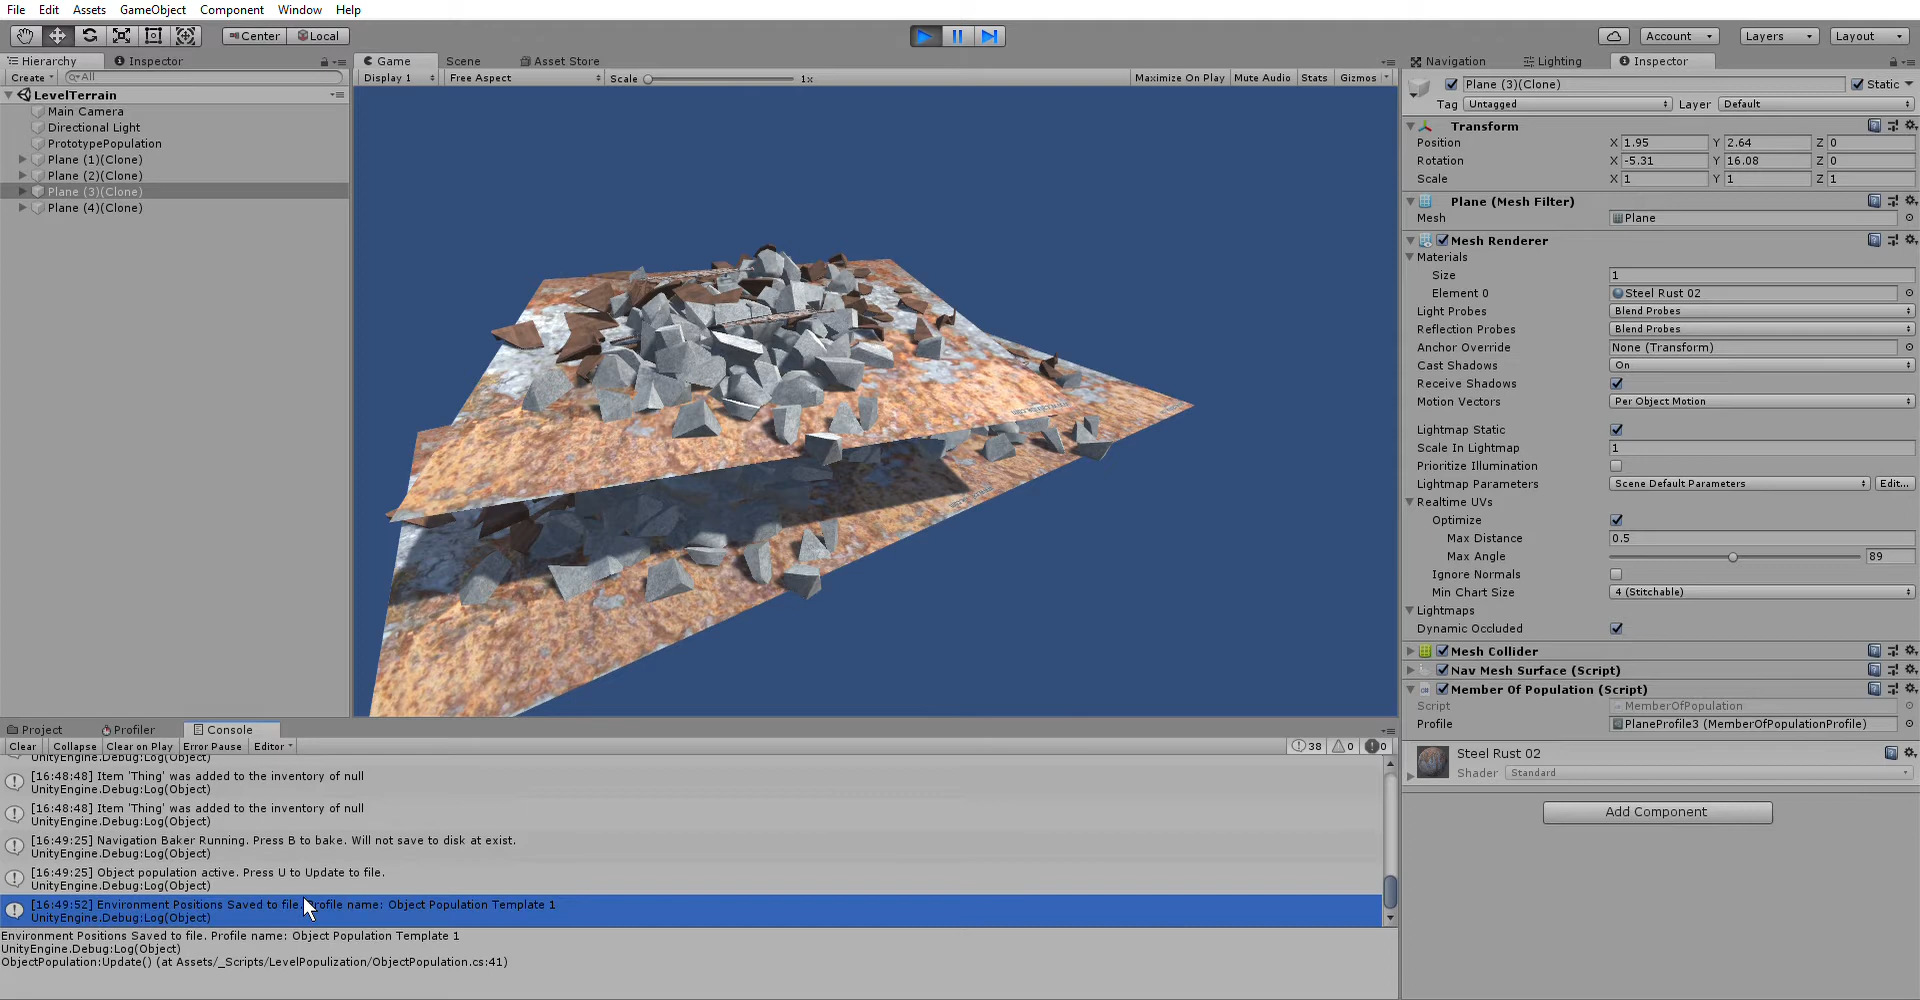 File Edit Assets GameObject Component Window Help
Center Local Account Layers Layout
Hierarchy Inspector Game Scene Asset Store Navigation Lighting Inspector
Create All Display 1 Free Aspect Scale 1x Maximize On Play Mute Audio Stats Gizmos
LevelTerrain
Main Camera
Directional Light
PrototypePopulation
Plane (1)(Clone)
Plane (2)(Clone)
Plane (3)(Clone)
Plane (4)(Clone)
Plane (3)(Clone) Static
Tag Untagged Layer Default
Transform
Position X 1.95 Y 2.64 Z 0
Rotation X -5.31 Y 16.08 Z 0
Scale X 1 Y 1 Z 1
Plane (Mesh Filter)
Mesh Plane
Mesh Renderer
Materials
Size 1
Element 0 Steel Rust 02
Light Probes Blend Probes
Reflection Probes Blend Probes
Anchor Override None (Transform)
Cast Shadows On
Receive Shadows
Motion Vectors Per Object Motion
Lightmap Static
Scale In Lightmap 1
Prioritize Illumination
Lightmap Parameters Scene Default Parameters Edit...
Realtime UVs
Optimize
Max Distance 0.5
Max Angle 89
Ignore Normals
Min Chart Size 4 (Stitchable)
Lightmaps
Dynamic Occluded
Mesh Collider
Nav Mesh Surface (Script)
Member Of Population (Script)
Script MemberOfPopulation
Profile PlaneProfile3 (MemberOfPopulationProfile)
Steel Rust 02
Shader Standard
Add Component
Project Profiler Console
Clear Collapse Clear on Play Error Pause Editor 38 0 0
UnityEngine.Debug:Log(Object)
[16:48:48] Item 'Thing' was added to the inventory of null
UnityEngine.Debug:Log(Object)
[16:48:48] Item 'Thing' was added to the inventory of null
UnityEngine.Debug:Log(Object)
[16:49:25] Navigation Baker Running. Press B to bake. Will not save to disk at exist.
UnityEngine.Debug:Log(Object)
[16:49:25] Object population active. Press U to Update to file.
UnityEngine.Debug:Log(Object)
[16:49:52] Environment Positions Saved to file. Profile name: Object Population Template 1
UnityEngine.Debug:Log(Object)
Environment Positions Saved to file. Profile name: Object Population Template 1
UnityEngine.Debug:Log(Object)
ObjectPopulation:Update() (at Assets/_Scripts/LevelPopulization/ObjectPopulation.cs:41)